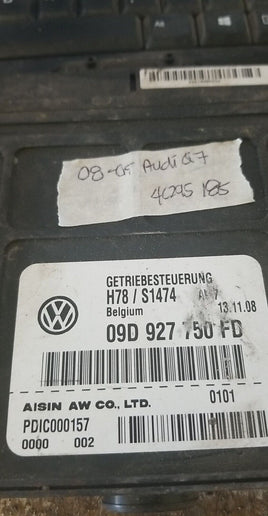 08-09 Audi Q7
4095 185
GETRIEBESTEUERUNG
H78 / S1474
Belgium 13.11.08
09D 927 750 FD
AISIN AW CO., LTD. 0101
PDIC000157
0000 002